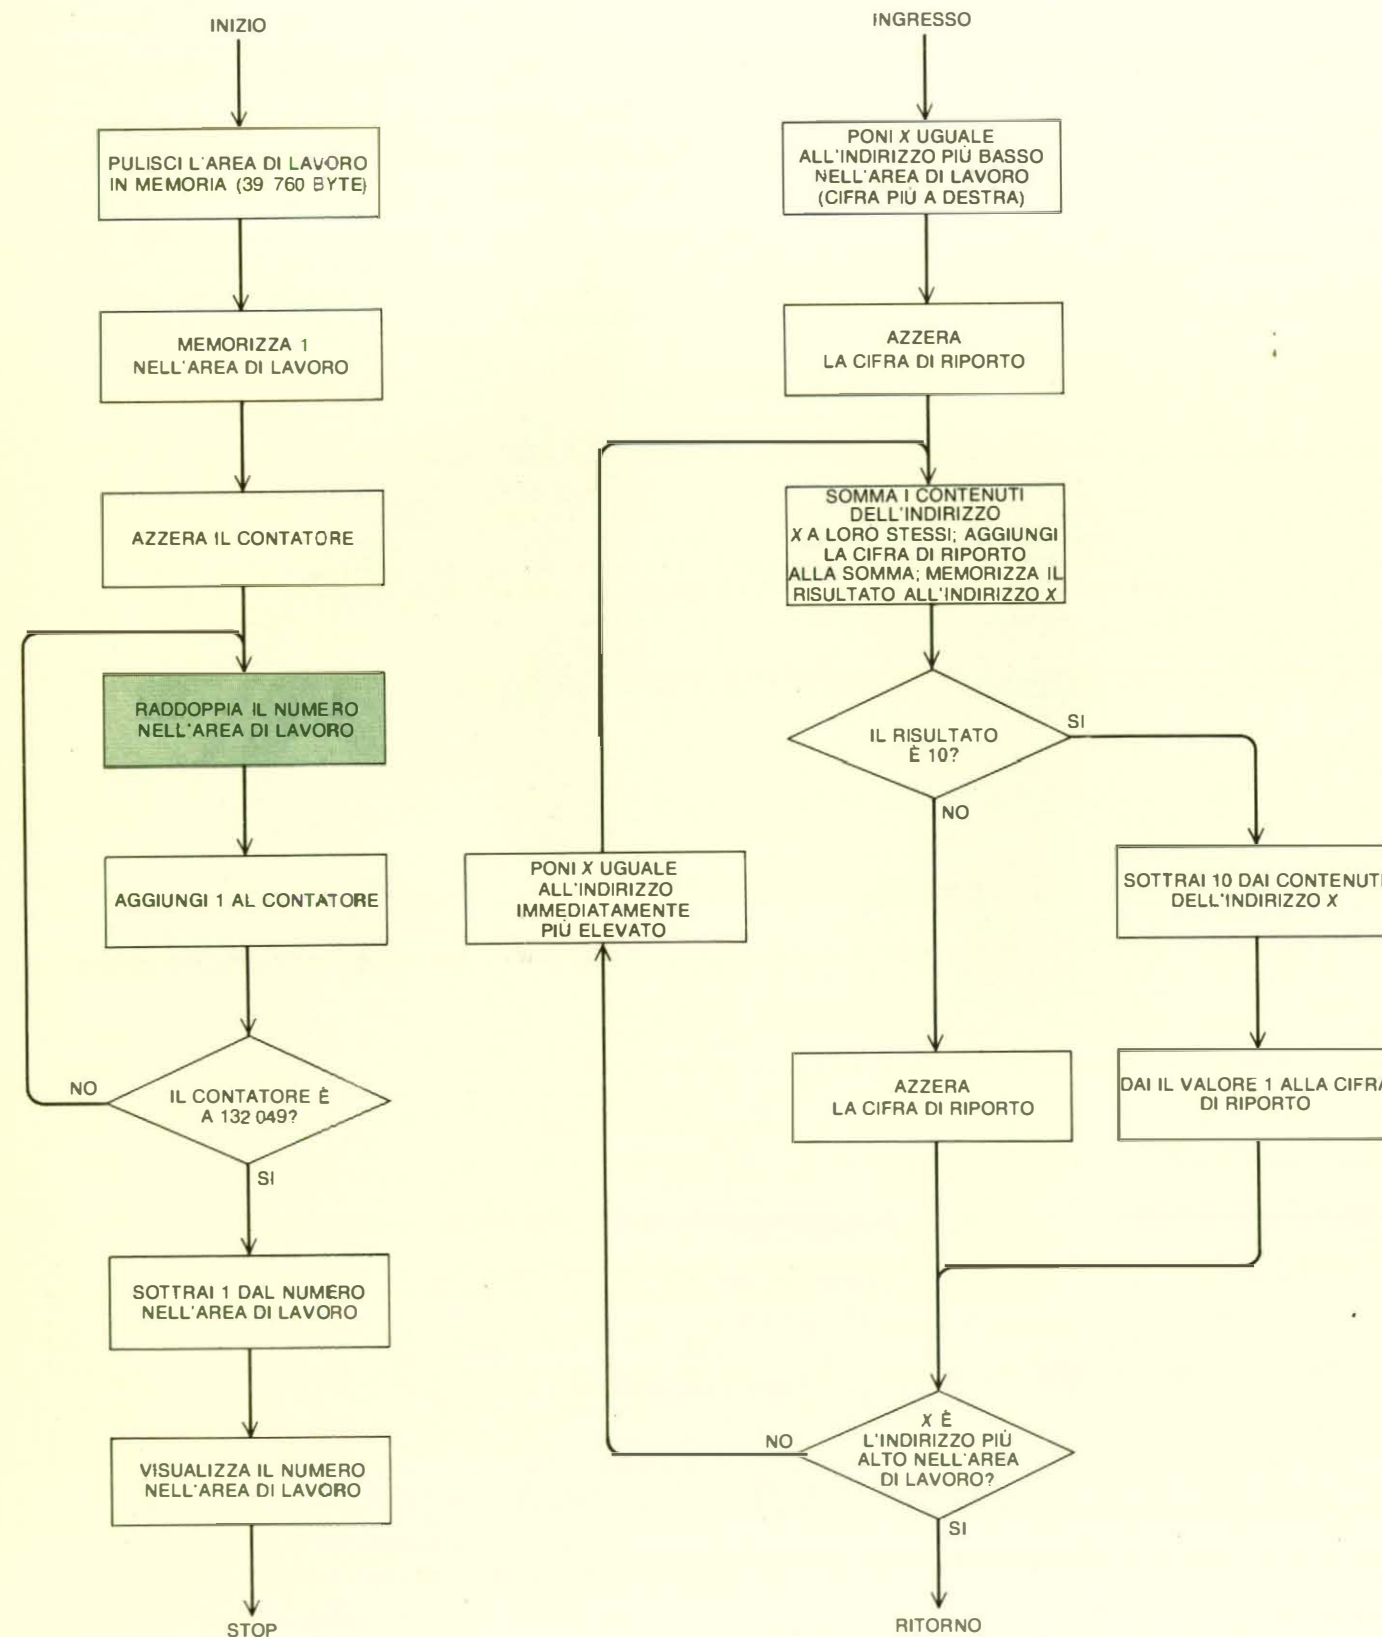 INIZIO
PULISCI L'AREA DI LAVORO
IN MEMORIA (39 760 BYTE)
MEMORIZZA 1
NELL'AREA DI LAVORO
AZZERA IL CONTATORE
RADDOPPIA IL NUMERO
NELL'AREA DI LAVORO
AGGIUNGI 1 AL CONTATORE
NO
IL CONTATORE È
A 132 049?
SI
SOTTRAI 1 DAL NUMERO
NELL'AREA DI LAVORO
VISUALIZZA IL NUMERO
NELL'AREA DI LAVORO
STOP
INGRESSO
PONI X UGUALE
ALL'INDIRIZZO PIÙ BASSO
NELL'AREA DI LAVORO
(CIFRA PIÙ A DESTRA)
AZZERA
LA CIFRA DI RIPORTO
SOMMA I CONTENUTI
DELL'INDIRIZZO
X A LORO STESSI; AGGIUNGI
LA CIFRA DI RIPORTO
ALLA SOMMA; MEMORIZZA IL
RISULTATO ALL'INDIRIZZO X
IL RISULTATO
È 10?
SI
NO
SOTTRAI 10 DAI CONTENUTI
DELL'INDIRIZZO X
PONI X UGUALE
ALL'INDIRIZZO
IMMEDIATAMENTE
PIÙ ELEVATO
AZZERA
LA CIFRA DI RIPORTO
DAI IL VALORE 1 ALLA CIFRA
DI RIPORTO
NO
X È
L'INDIRIZZO PIÙ
ALTO NELL'AREA
DI LAVORO?
SI
RITORNO